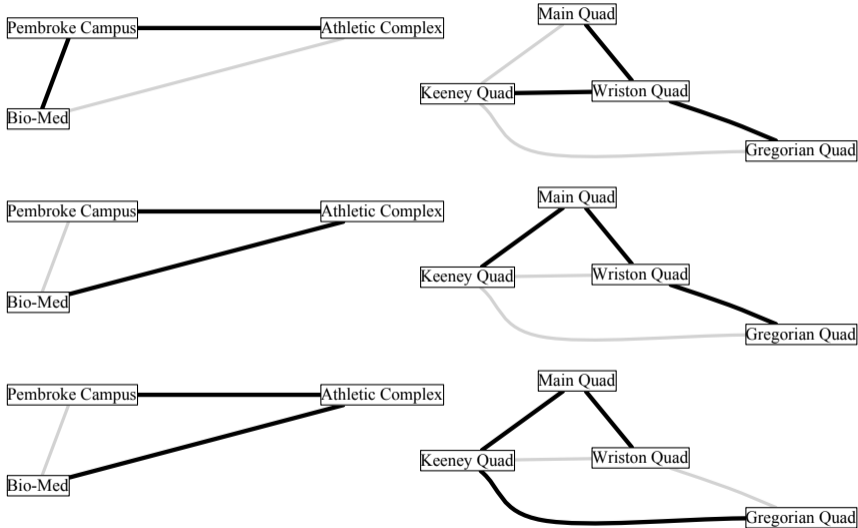 Main Quad
Pembroke Campus
Athletic Complex
Keeney Quad
Wriston Quad
Bio-Med
Gregorian Quad
Main Quad
Pembroke Campus
Athletic Complex
Keeney Quad
Wriston Quad
Bio-Med
Gregorian Quad
Main Quad
Pembroke Campus
Athletic Complex
Keeney Quad
Wriston Quad
Bio-Med
Gregorian Quad